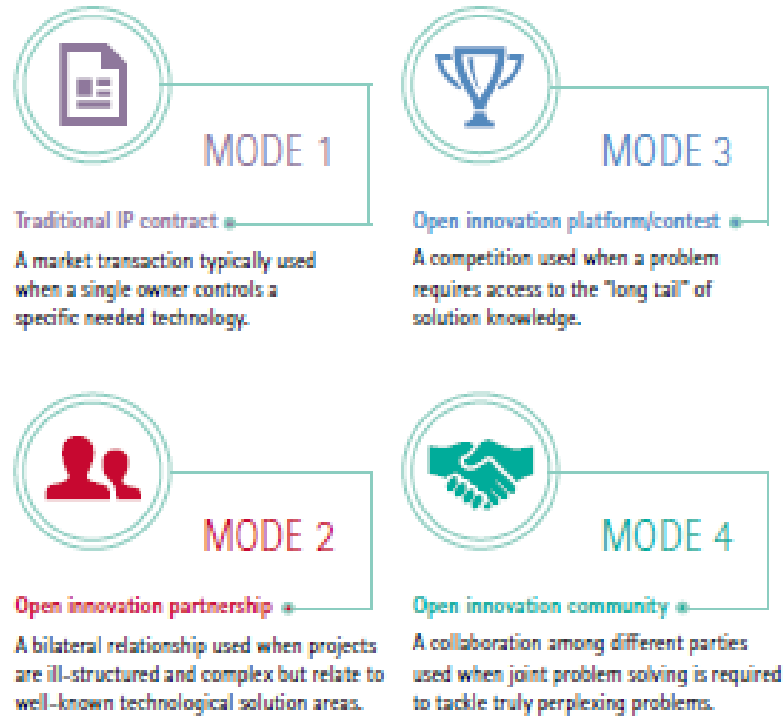 MODE 1
Traditional IP contract
A market transaction typically used
when a single owner controls a
specific needed technology.
MODE 2
Open innovation partnership
A bilateral relationship used when projects
are ill-structured and complex but relate to
well-known technological solution areas.
MODE 3
Open innovation platform/contest
A competition used when a problem
requires access to the "long tail" of
solution knowledge.
MODE 4
Open innovation community
A collaboration among different parties
used when joint problem solving is required
to tackle truly perplexing problems.